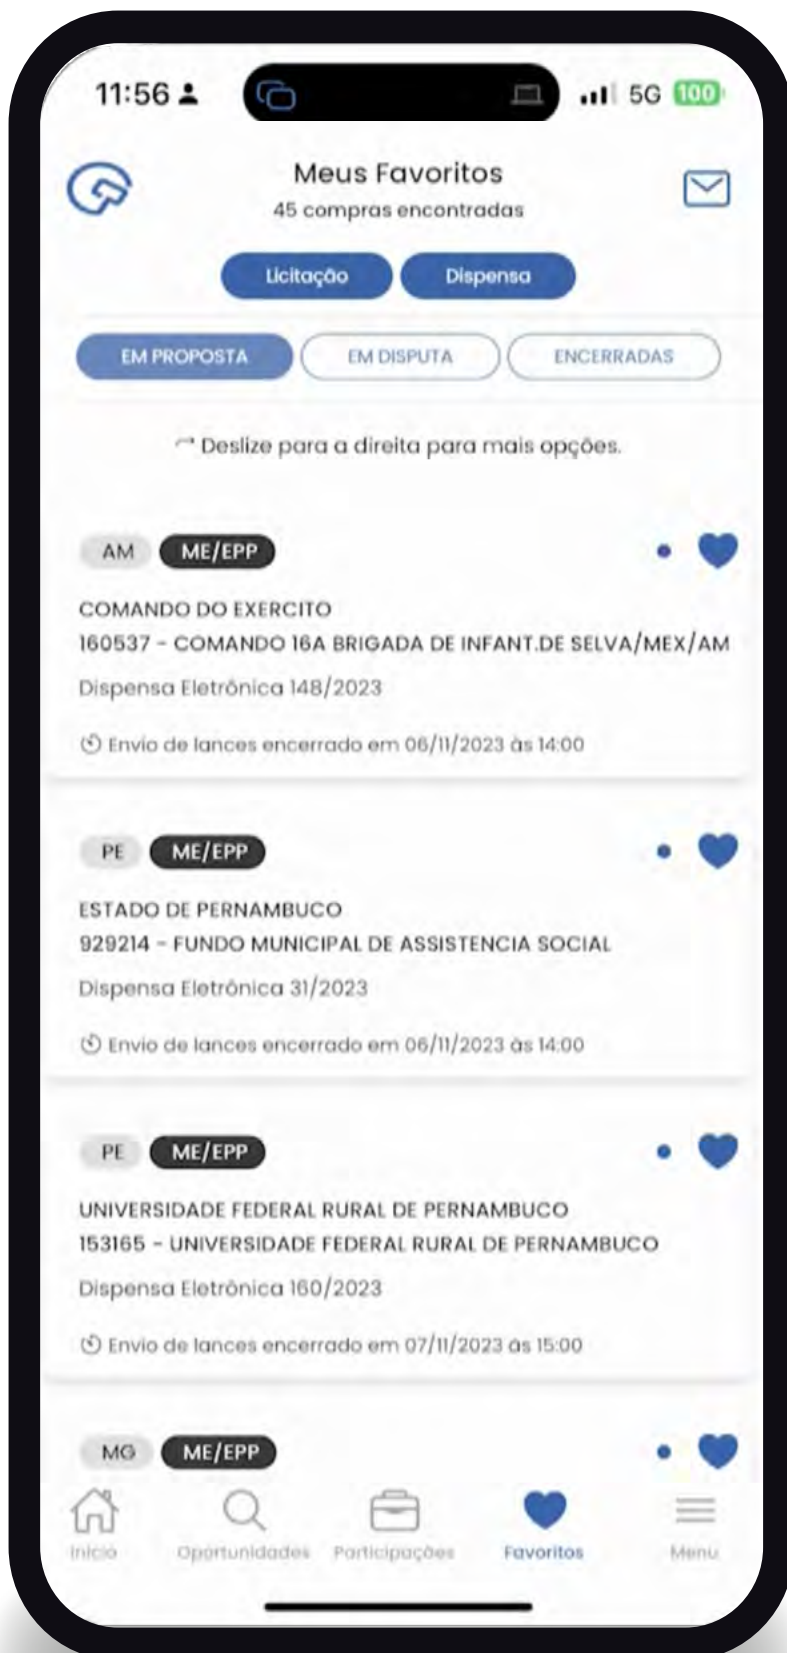 11:56
5G 100
Meus Favoritos
45 compras encontradas
Licitação Dispensa
EM PROPOSTA EM DISPUTA ENCERRADAS
Deslize para a direita para mais opções.
AM ME/EPP
COMANDO DO EXERCITO
160537 - COMANDO 16A BRIGADA DE INFANT.DE SELVA/MEX/AM
Dispensa Eletrônica 148/2023
Envio de lances encerrado em 06/11/2023 às 14:00
PE ME/EPP
ESTADO DE PERNAMBUCO
929214 - FUNDO MUNICIPAL DE ASSISTENCIA SOCIAL
Dispensa Eletrônica 31/2023
Envio de lances encerrado em 06/11/2023 às 14:00
PE ME/EPP
UNIVERSIDADE FEDERAL RURAL DE PERNAMBUCO
153165 - UNIVERSIDADE FEDERAL RURAL DE PERNAMBUCO
Dispensa Eletrônica 160/2023
Envio de lances encerrado em 07/11/2023 às 15:00
MG ME/EPP
Início Oportunidades Participações Favoritos Menu